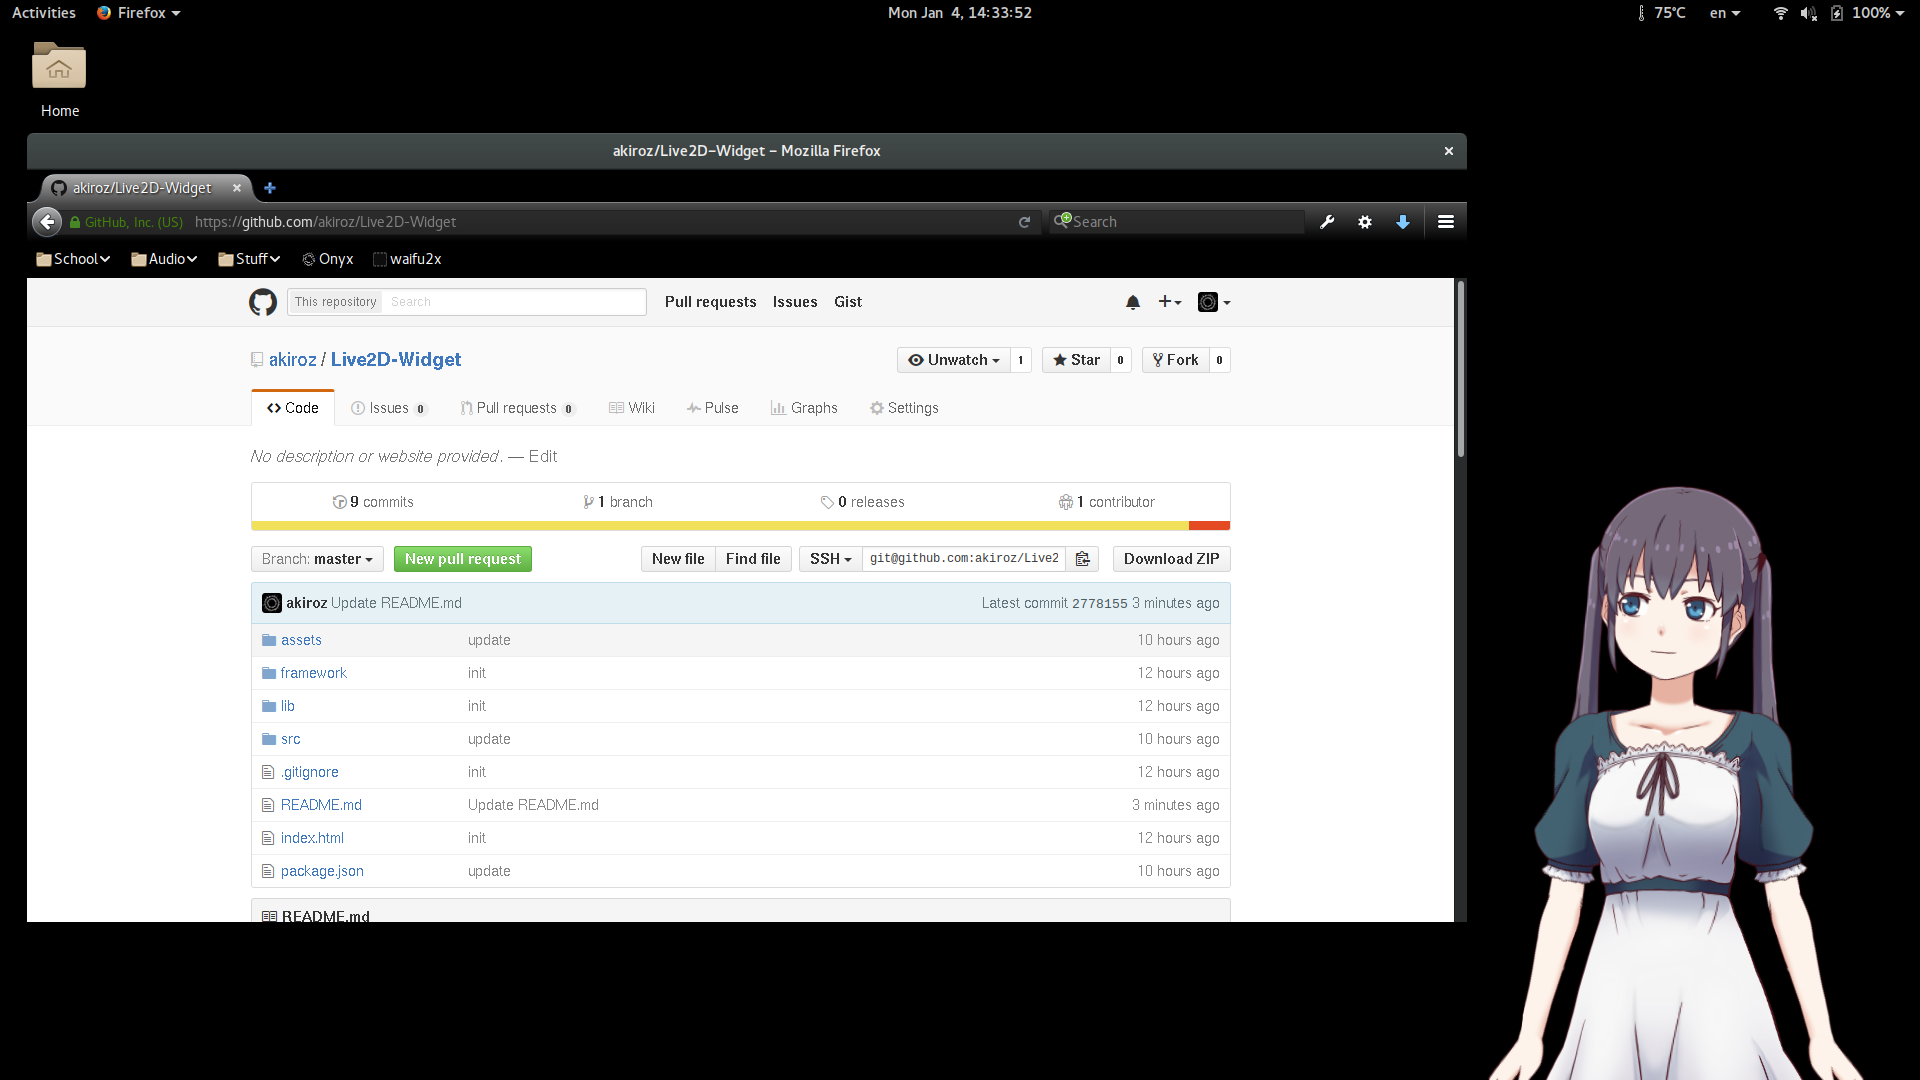 Activities Firefox Mon Jan 4, 14:33:52 75°C en 100%
Home
akiroz/Live2D-Widget - Mozilla Firefox
akiroz/Live2D-Widget
GitHub, Inc. (US) https://github.com/akiroz/Live2D-Widget Search
School Audio Stuff Onyx waifu2x
This repository Search Pull requests Issues Gist
akiroz / Live2D-Widget Unwatch 1 Star 0 Fork 0
Code Issues 0 Pull requests 0 Wiki Pulse Graphs Settings
No description or website provided. — Edit
9 commits 1 branch 0 releases 1 contributor
Branch: master New pull request New file Find file SSH git@github.com:akiroz/Live2 Download ZIP
akiroz Update README.md Latest commit 2778155 3 minutes ago
assets update 10 hours ago
framework init 12 hours ago
lib init 12 hours ago
src update 10 hours ago
.gitignore init 12 hours ago
README.md Update README.md 3 minutes ago
index.html init 12 hours ago
package.json update 10 hours ago
README.md